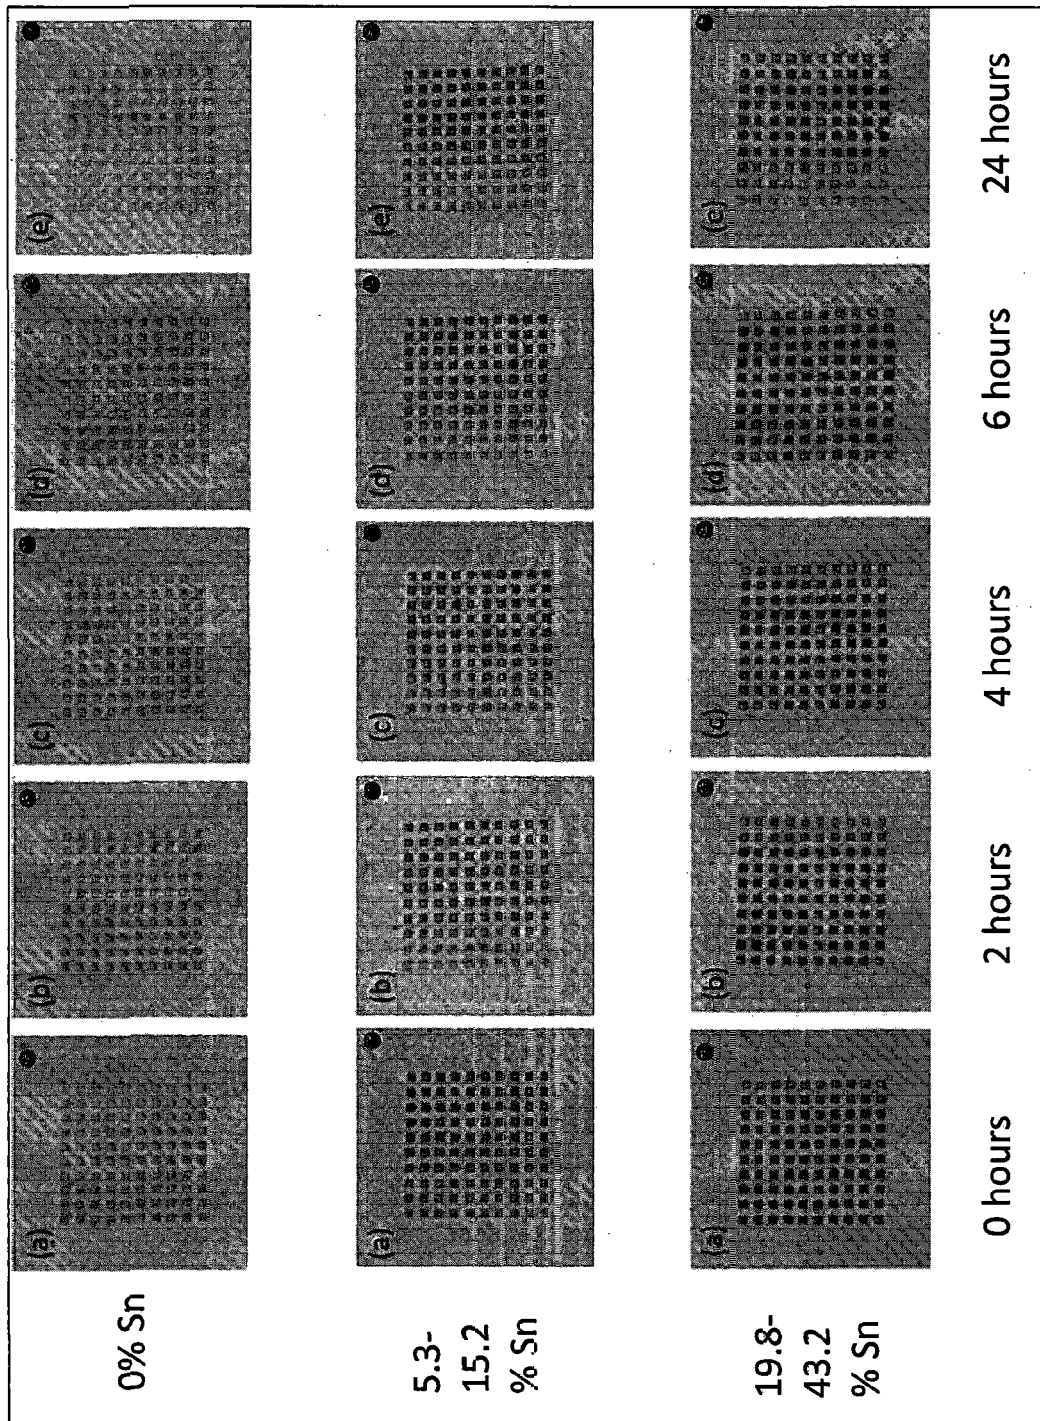 0% Sn
(a)
(b)
(c)
(d)
(e)
5.3-
15.2
% Sn
(a)
(b)
(c)
(d)
(e)
19.8-
43.2
% Sn
(a)
(b)
(c)
(d)
(e)
0 hours
2 hours
4 hours
6 hours
24 hours